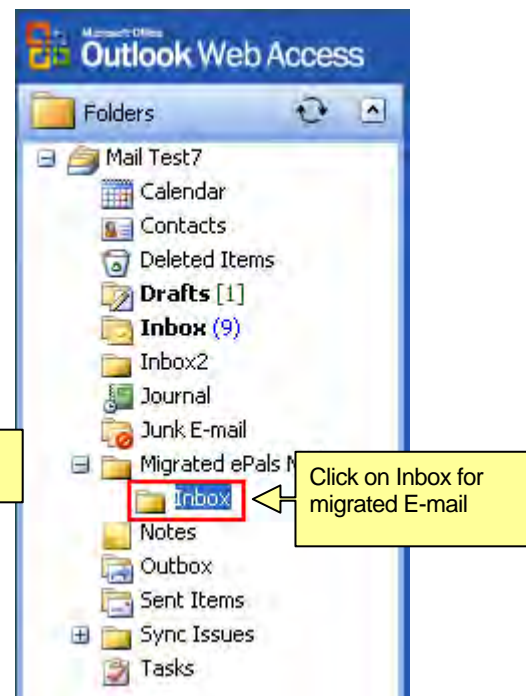 Microsoft Office
Outlook Web Access
Folders
Mail Test7
Calendar
Contacts
Deleted Items
Drafts [1]
Inbox (9)
Inbox2
Journal
Junk E-mail
Migrated ePals
Inbox
Click on Inbox for
migrated E-mail
Notes
Outbox
Sent Items
Sync Issues
Tasks